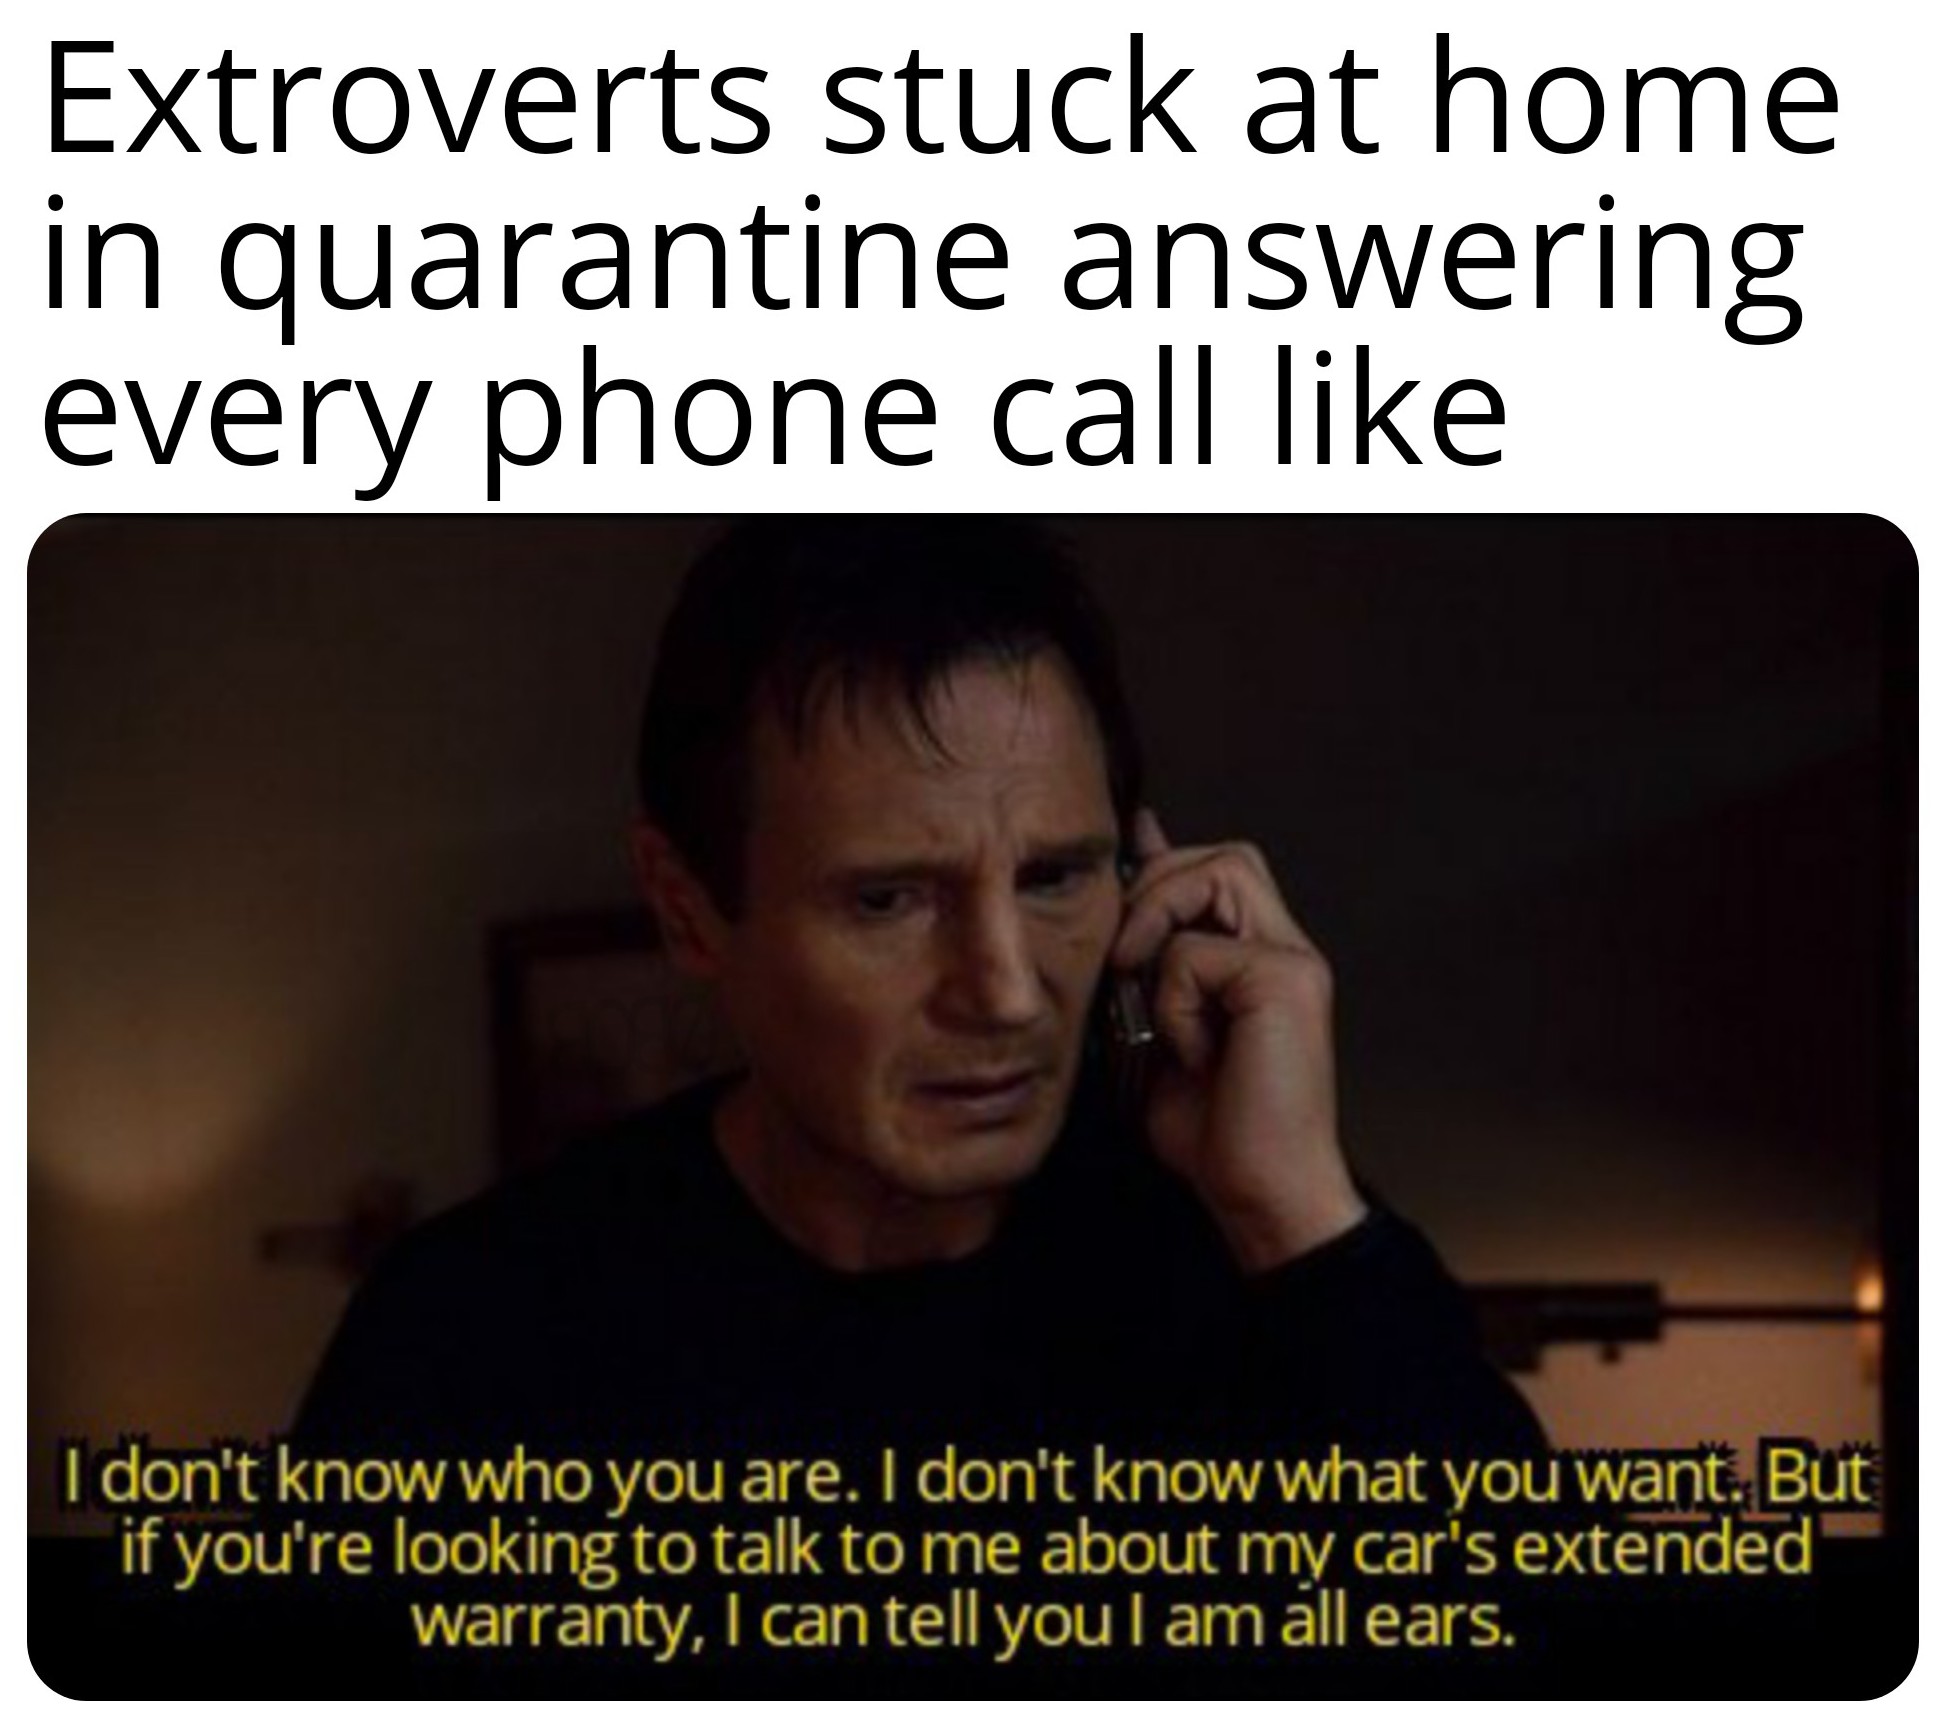 Extroverts stuck at home
in quarantine answering
every phone call like
I don't know who you are. I don't know what you want. But
if you're looking to talk to me about my car's extended
warranty, I can tell you I am all ears.